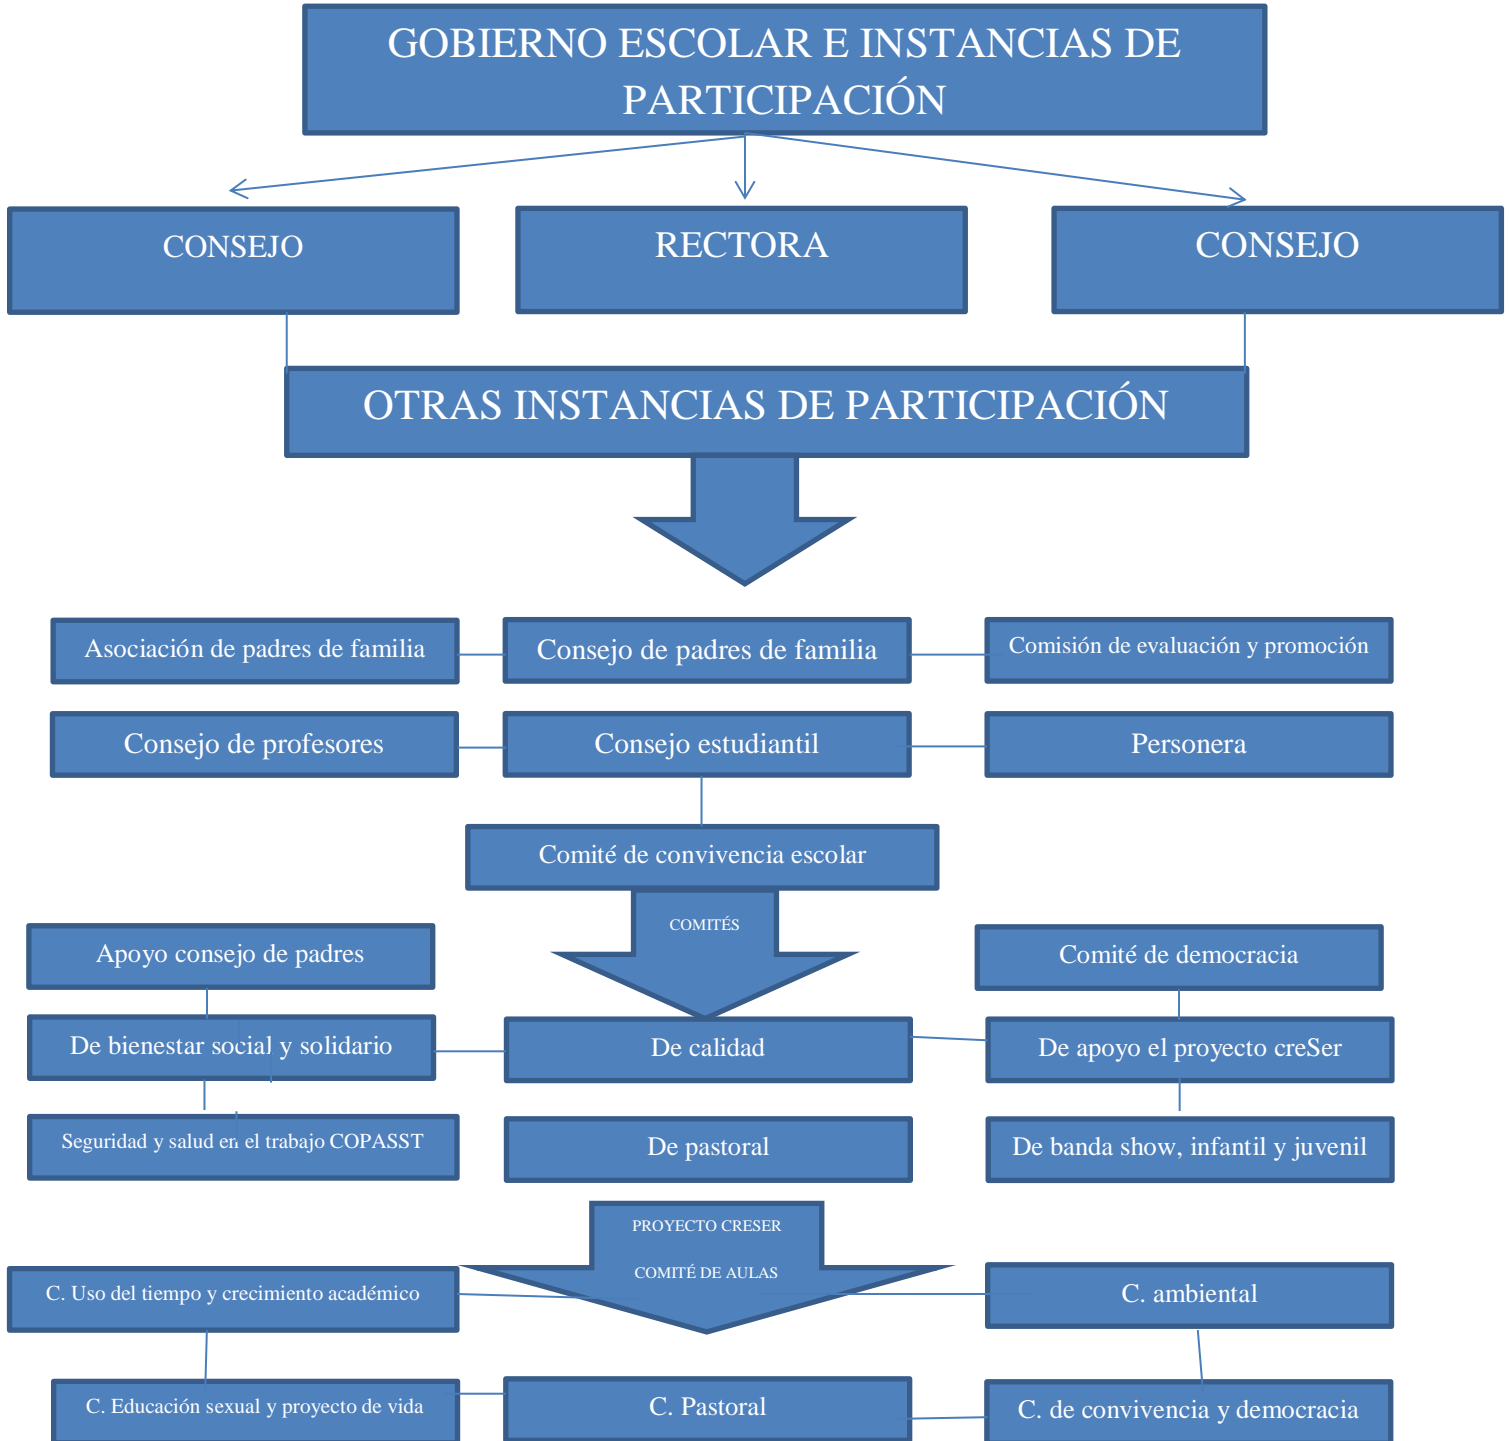 GOBIERNO ESCOLAR E INSTANCIAS DE
PARTICIPACIÓN
CONSEJO
RECTORA
CONSEJO
OTRAS INSTANCIAS DE PARTICIPACIÓN
Asociación de padres de familia
Consejo de padres de familia
Comisión de evaluación y promoción
Consejo de profesores
Consejo estudiantil
Personera
Comité de convivencia escolar
COMITÉS
Apoyo consejo de padres
Comité de democracia
De bienestar social y solidario
De calidad
De apoyo el proyecto creSer
Seguridad y salud en el trabajo COPASST
De pastoral
De banda show, infantil y juvenil
PROYECTO CRESER
COMITÉ DE AULAS
C. Uso del tiempo y crecimiento académico
C. ambiental
C. Educación sexual y proyecto de vida
C. Pastoral
C. de convivencia y democracia